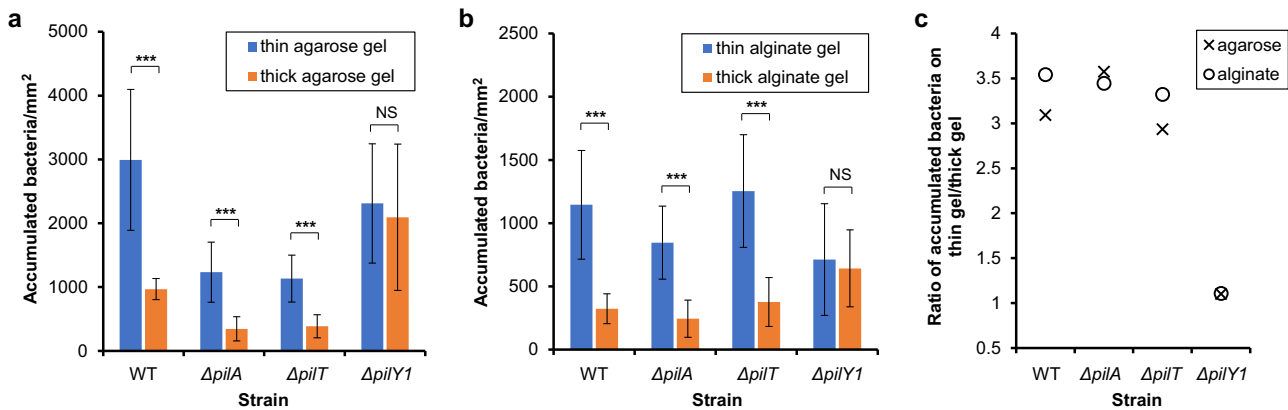 a
5000
4000
3000
2000
1000
0
Accumulated bacteria/mm²
thin agarose gel
thick agarose gel
***
***
***
NS
WT
ΔpilA
ΔpilT
ΔpilY1
Strain
b
2500
2000
1500
1000
500
0
Accumulated bacteria/mm²
thin alginate gel
thick alginate gel
***
***
***
NS
WT
ΔpilA
ΔpilT
ΔpilY1
Strain
c
4
3.5
3
2.5
2
1.5
1
0.5
Ratio of accumulated bacteria on
thin gel/thick gel
agarose
alginate
WT
ΔpilA
ΔpilT
ΔpilY1
Strain